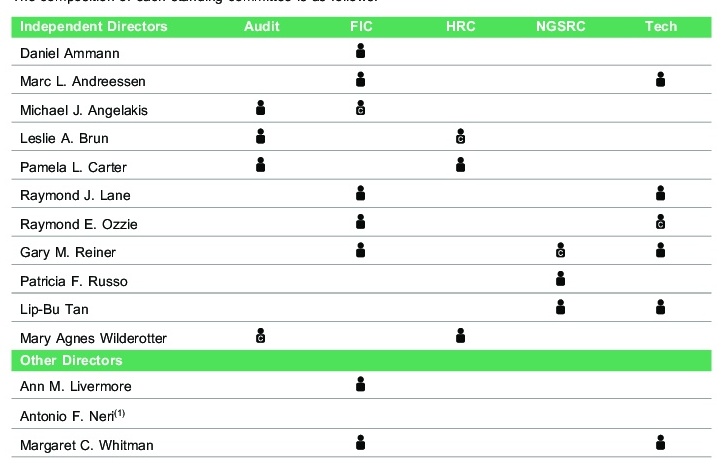 The composition of each standing committee is as follows:
Independent Directors Audit FIC HRC NGSRC Tech
Daniel Ammann
Marc L. Andreessen
Michael J. Angelakis C
Leslie A. Brun C
Pamela L. Carter
Raymond J. Lane
Raymond E. Ozzie C
Gary M. Reiner C
Patricia F. Russo
Lip-Bu Tan
Mary Agnes Wilderotter C
Other Directors
Ann M. Livermore
Antonio F. Neri(1)
Margaret C. Whitman